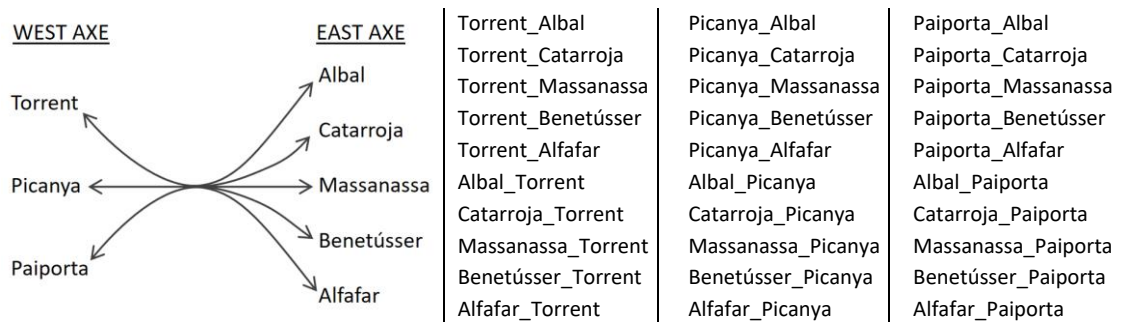 WEST AXE
EAST AXE
Albal
Torrent
Catarroja
Picanya
Massanassa
Benetússer
Paiporta
Alfafar
Torrent_Albal Picanya_Albal Paiporta_Albal
Torrent_Catarroja Picanya_Catarroja Paiporta_Catarroja
Torrent_Massanassa Picanya_Massanassa Paiporta_Massanassa
Torrent_Benetússer Picanya_Benetússer Paiporta_Benetússer
Torrent_Alfafar Picanya_Alfafar Paiporta_Alfafar
Albal_Torrent Albal_Picanya Albal_Paiporta
Catarroja_Torrent Catarroja_Picanya Catarroja_Paiporta
Massanassa_Torrent Massanassa_Picanya Massanassa_Paiporta
Benetússer_Torrent Benetússer_Picanya Benetússer_Paiporta
Alfafar_Torrent Alfafar_Picanya Alfafar_Paiporta